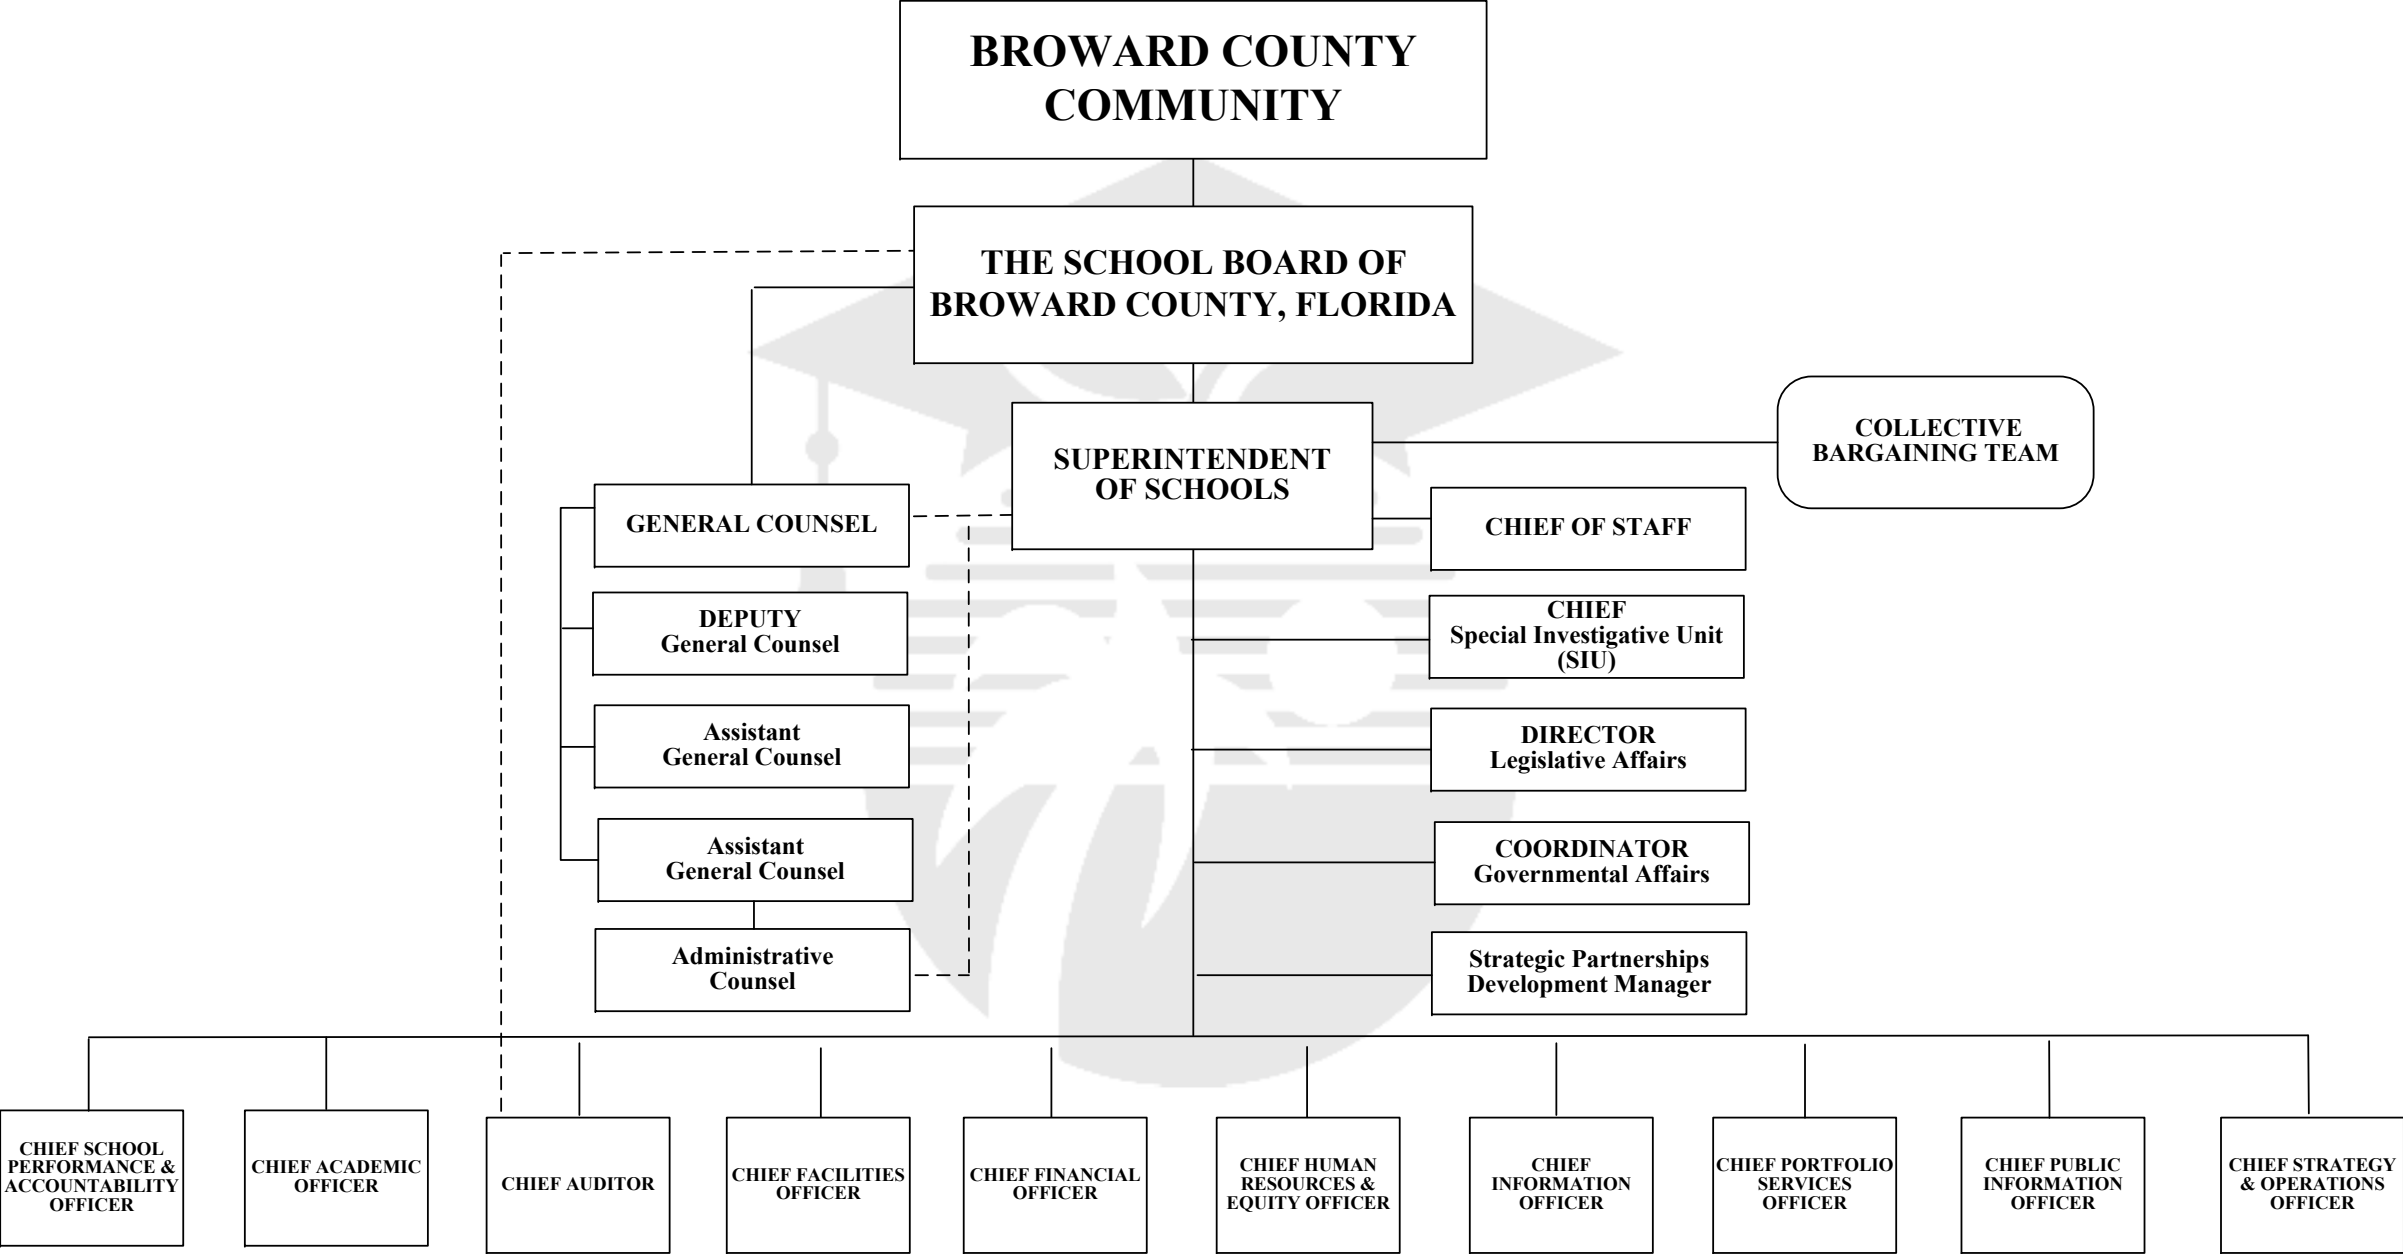 BROWARD COUNTY
COMMUNITY
THE SCHOOL BOARD OF
BROWARD COUNTY, FLORIDA
COLLECTIVE
BARGAINING TEAM
SUPERINTENDENT
OF SCHOOLS
GENERAL COUNSEL
CHIEF OF STAFF
DEPUTY
General Counsel
CHIEF
Special Investigative Unit
(SIU)
Assistant
General Counsel
DIRECTOR
Legislative Affairs
Assistant
General Counsel
COORDINATOR
Governmental Affairs
Administrative
Counsel
Strategic Partnerships
Development Manager
CHIEF SCHOOL
PERFORMANCE &
ACCOUNTABILITY
OFFICER
CHIEF ACADEMIC
OFFICER
CHIEF AUDITOR
CHIEF FACILITIES
OFFICER
CHIEF FINANCIAL
OFFICER
CHIEF HUMAN
RESOURCES &
EQUITY OFFICER
CHIEF
INFORMATION
OFFICER
CHIEF PORTFOLIO
SERVICES
OFFICER
CHIEF PUBLIC
INFORMATION
OFFICER
CHIEF STRATEGY
& OPERATIONS
OFFICER